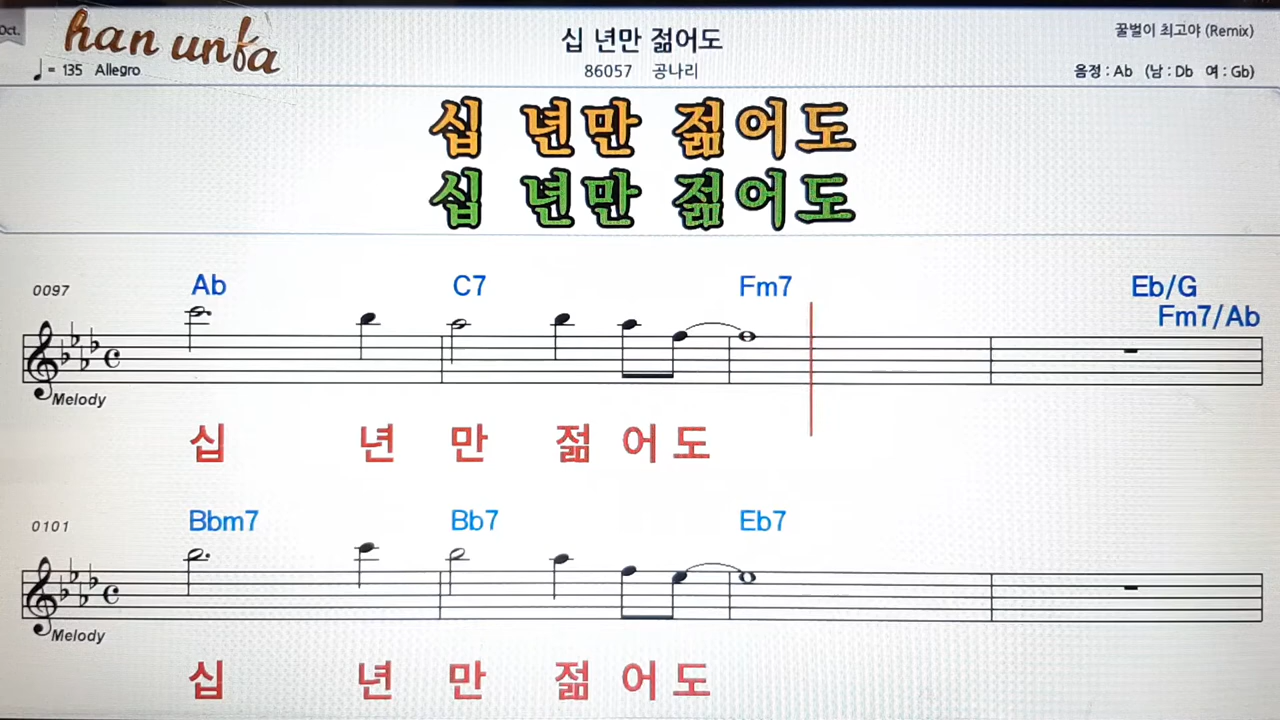 Oct.
han unfa
십 년만 젊어도
꿀벌이 최고야 (Remix)
♩= 135 Allegro
86057 공나리
음정 : Ab (남 : Db 여 : Gb)
십 년만 젊어도
십 년만 젊어도
0097
Ab C7 Fm7 Eb/G
Fm7/Ab
Melody
십 년 만 젊 어 도
0101
Bbm7 Bb7 Eb7
Melody
십 년 만 젊 어 도